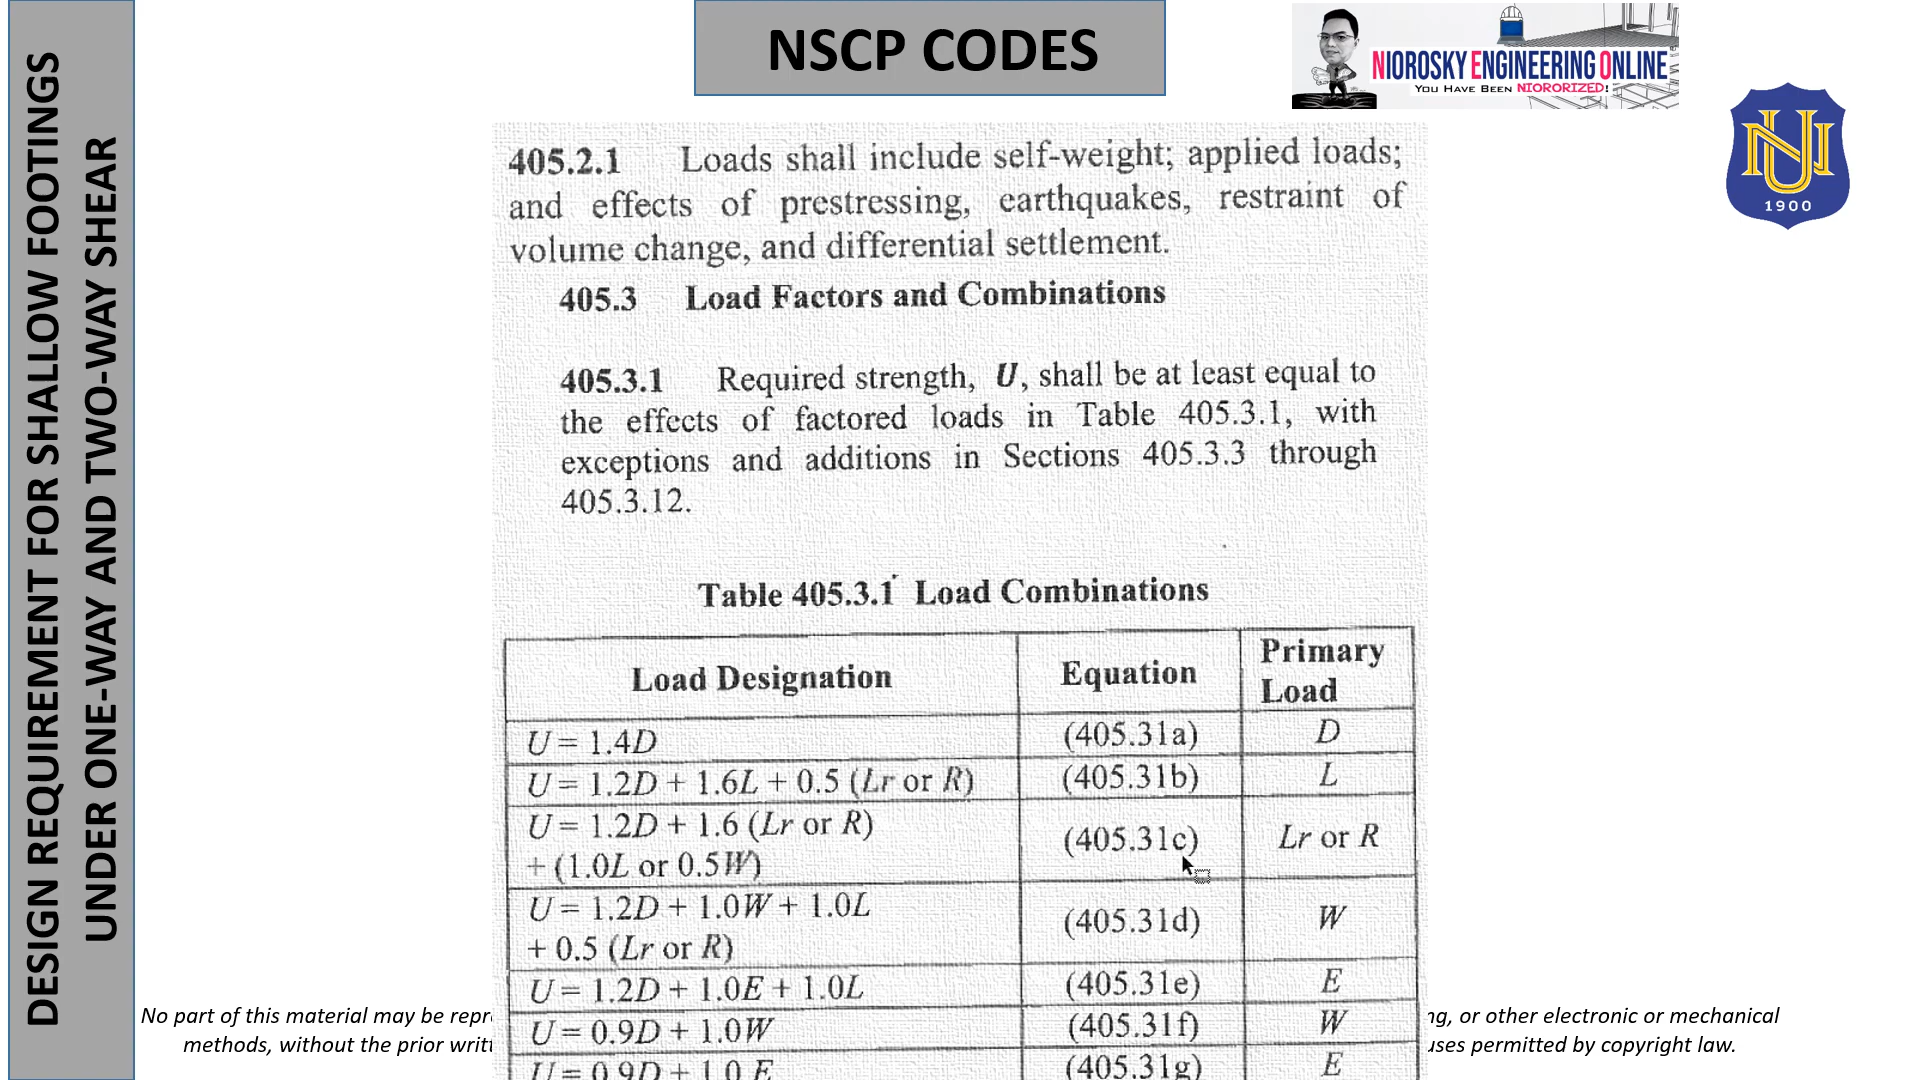 DESIGN REQUIREMENT FOR SHALLOW FOOTINGS
UNDER ONE-WAY AND TWO-WAY SHEAR
NSCP CODES
NIOROSKY ENGINEERING ONLINE
YOU HAVE BEEN NIORORIZED!
NU
1900
405.2.1 Loads shall include self-weight; applied loads;
and effects of prestressing, earthquakes, restraint of
volume change, and differential settlement.
405.3 Load Factors and Combinations
405.3.1 Required strength, U, shall be at least equal to
the effects of factored loads in Table 405.3.1, with
exceptions and additions in Sections 405.3.3 through
405.3.12.
Table 405.3.1 Load Combinations
Load Designation Equation Primary Load
U = 1.4D (405.31a) D
U = 1.2D + 1.6L + 0.5 (Lr or R) (405.31b) L
U = 1.2D + 1.6 (Lr or R)
+ (1.0L or 0.5W) (405.31c) Lr or R
U = 1.2D + 1.0W + 1.0L
+ 0.5 (Lr or R) (405.31d) W
U = 1.2D + 1.0E + 1.0L (405.31e) E
U = 0.9D + 1.0W (405.31f) W
U = 0.9D + 1.0E (405.31g) E
No part of this material may be repr ng, or other electronic or mechanical
methods, without the prior writt uses permitted by copyright law.